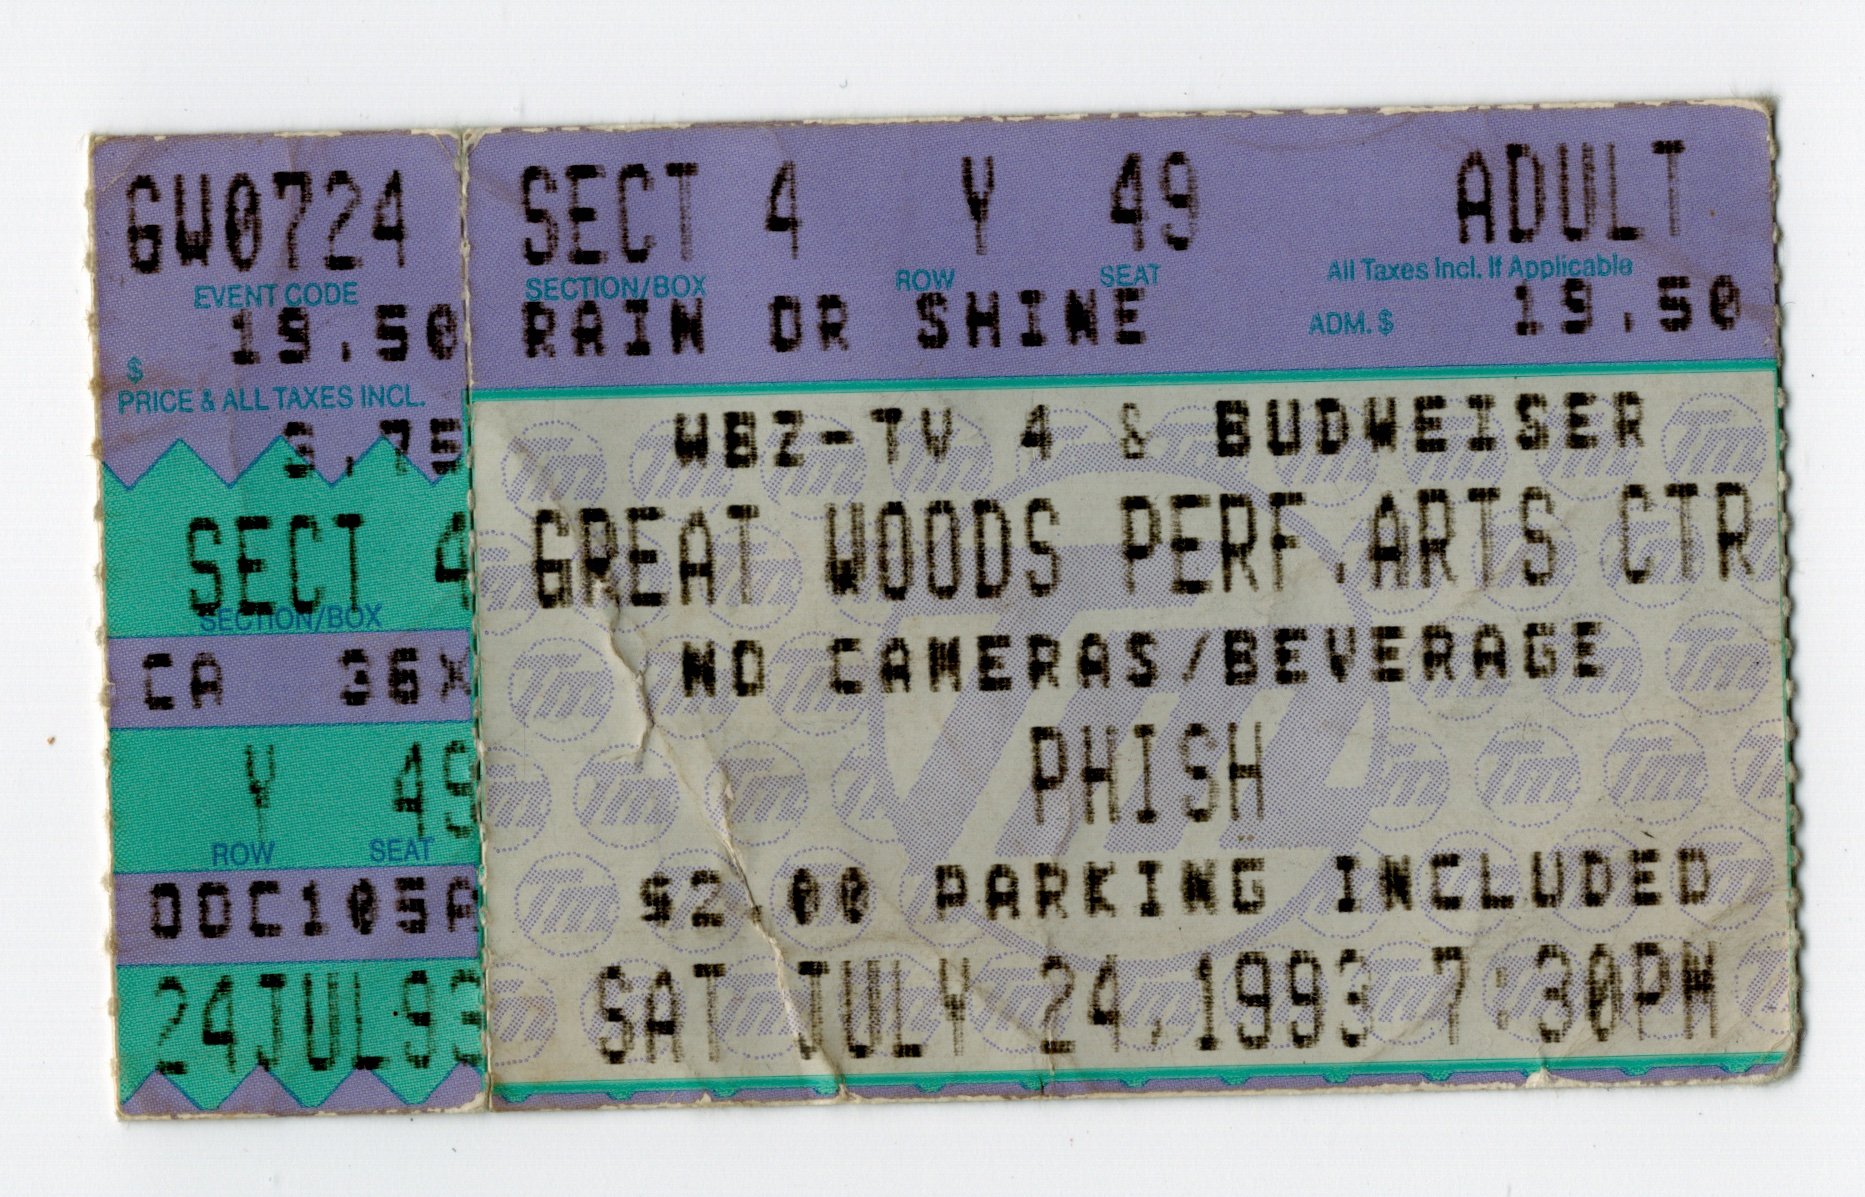 GW0724
EVENT CODE
19.50
$
PRICE & ALL TAXES INCL.
3.75
SECT 4
SECTION/BOX
CA 36X
Y 49
ROW SEAT
ODC105A
24JUL93
SECT 4 Y 49 ADULT
SECTION/BOX ROW SEAT All Taxes Incl. If Applicable
RAIN OR SHINE ADM. $ 19.50
WBZ-TV 4 & BUDWEISER
GREAT WOODS PERF.ARTS CTR
NO CAMERAS/BEVERAGE
PHISH
$2.00 PARKING INCLUDED
SAT JULY 24,1993 7:30PM